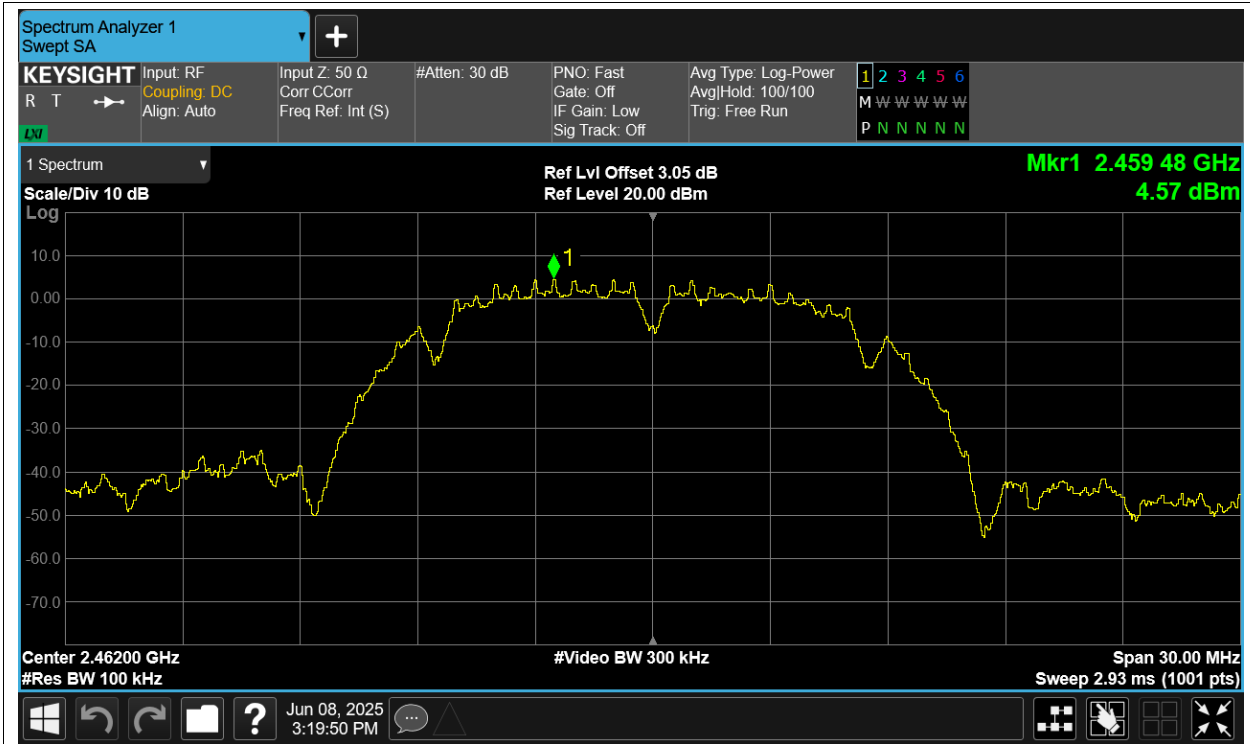 Spectrum Analyzer 1
Swept SA
KEYSIGHT
R T
LXI
Input: RF
Coupling: DC
Align: Auto
Input Z: 50 Ω
Corr CCorr
Freq Ref: Int (S)
#Atten: 30 dB
PNO: Fast
Gate: Off
IF Gain: Low
Sig Track: Off
Avg Type: Log-Power
Avg|Hold: 100/100
Trig: Free Run
1 2 3 4 5 6
M W W W W W
P N N N N N
1 Spectrum
Scale/Div 10 dB
Log
Ref Lvl Offset 3.05 dB
Ref Level 20.00 dBm
Mkr1 2.459 48 GHz
4.57 dBm
1
10.0
0.00
-10.0
-20.0
-30.0
-40.0
-50.0
-60.0
-70.0
Center 2.46200 GHz
#Video BW 300 kHz
Span 30.00 MHz
#Res BW 100 kHz
Sweep 2.93 ms (1001 pts)
?
Jun 08, 2025
3:19:50 PM